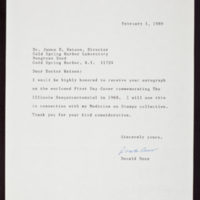 February 1, 1989
Dr. James D. Watson, Director
Cold Spring Harbor Laboratory
Bungtown Road
Cold Spring Harbor, N.Y. 11724
Dear Doctor Watson:
I would be highly honored to receive your autograph
on the enclosed First Day Cover commemorating The
Illinois Sesquicentennial in 1968. I will use this
in connection with my Medicine on Stamps collection.
Thank you for your kind consideration.
Sincerely yours,
Donald